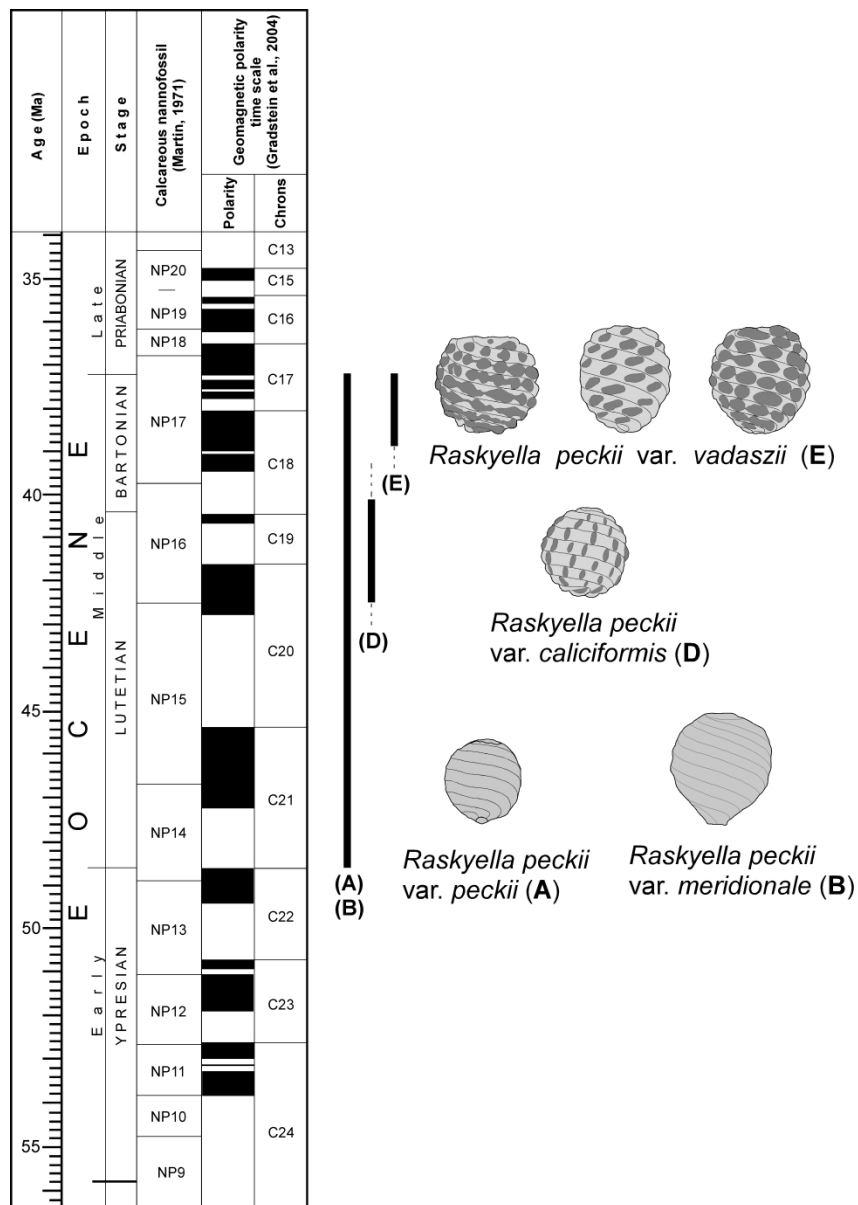 Age (Ma)
Epoch
Stage
Calcareous nannofossil
(Martin, 1971)
Geomagnetic polarity
time scale
(Gradstein et al., 2004)
Polarity
Chrons
35
40
45
50
55
EOCENE
Late
Middle
Early
PRIABONIAN
BARTONIAN
LUTETIAN
YPRESIAN
NP20
NP19
NP18
NP17
NP16
NP15
NP14
NP13
NP12
NP11
NP10
NP9
C13
C15
C16
C17
C18
C19
C20
C21
C22
C23
C24
(A)
(B)
(D)
(E)
Raskyella peckii var. vadaszii (E)
Raskyella peckii
var. caliciformis (D)
Raskyella peckii
var. peckii (A)
Raskyella peckii
var. meridionale (B)